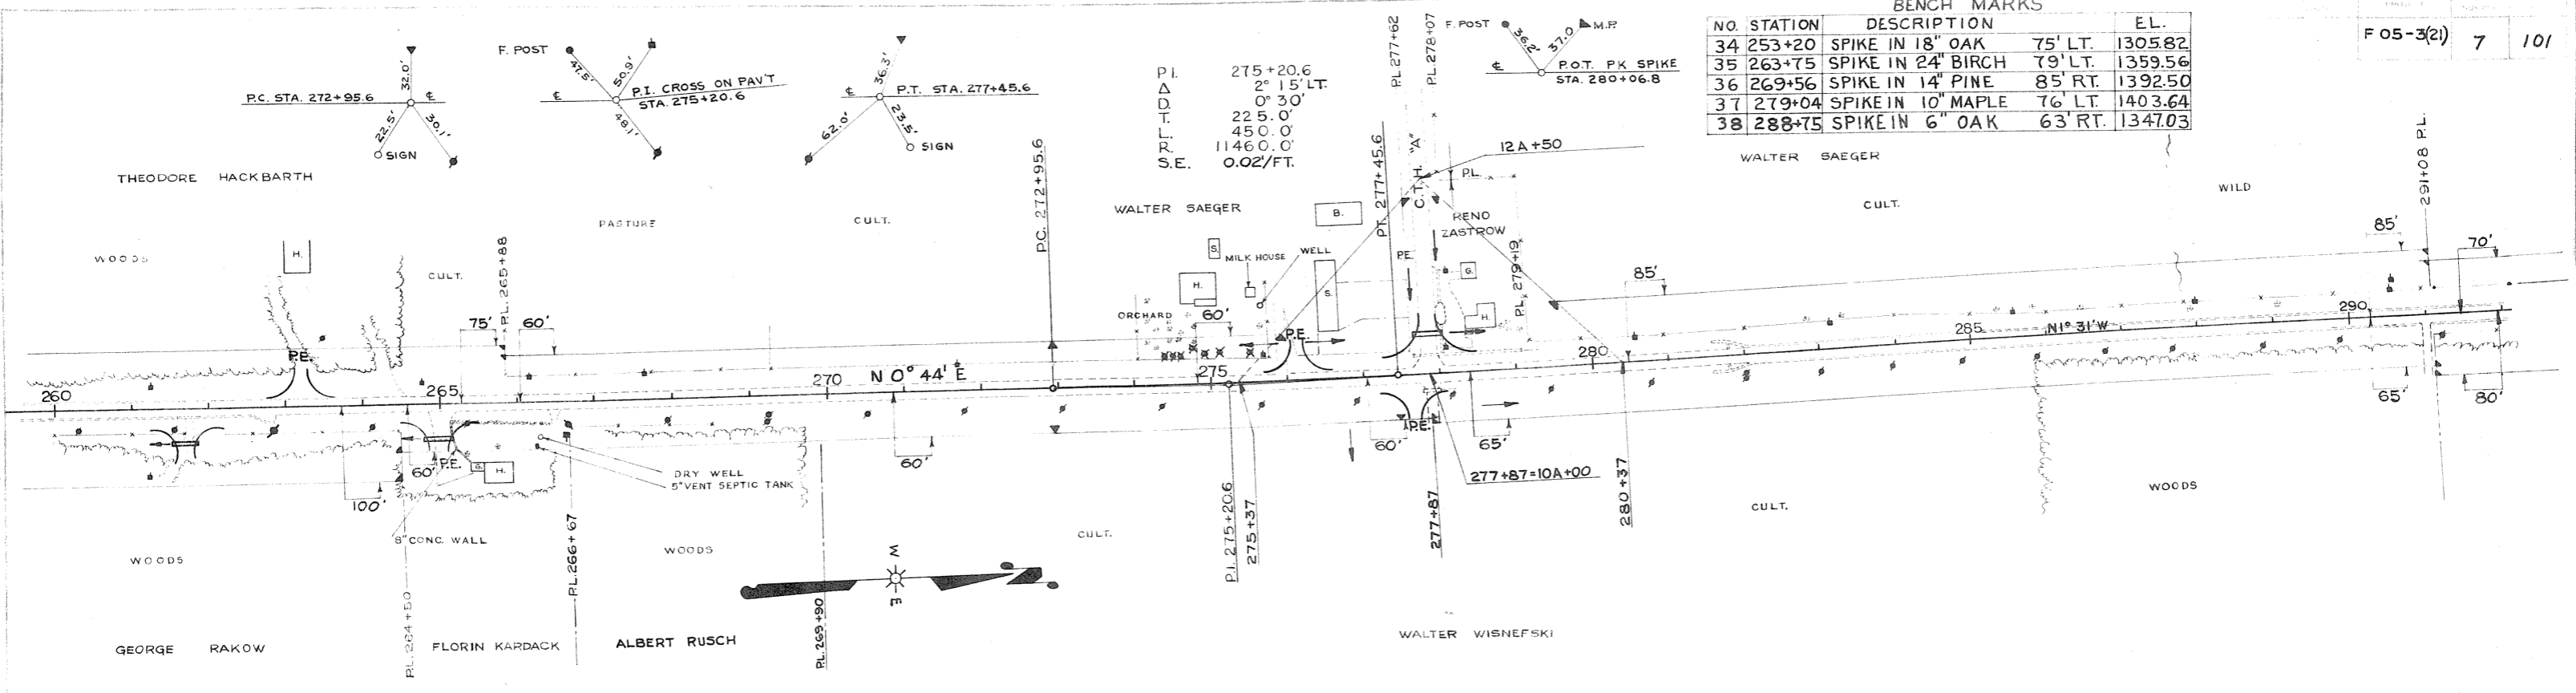 BENCH MARKS
NO. STATION DESCRIPTION EL.
34 253+20 SPIKE IN 18" OAK 75' LT. 1305.82
35 263+75 SPIKE IN 24" BIRCH 79' LT. 1359.56
36 269+56 SPIKE IN 14" PINE 85' RT. 1392.50
37 279+04 SPIKE IN 10" MAPLE 76' LT. 1403.64
38 288+75 SPIKE IN 6" OAK 63' RT. 1347.03
F 05-3(21) 7 101
32.0'
P.C. STA. 272+95.6 ℄
22.5'
30.1'
SIGN
F. POST
47.5'
50.9'
℄
P.I. CROSS ON PAV'T
STA. 275+20.6
48.1'
36.3'
℄ P.T. STA. 277+45.6
62.0'
23.5'
SIGN
P.I. 275+20.6
Δ 2° 15' LT.
D. 0° 30'
T. 225.0'
L. 450.0'
R. 11460.0'
S.E. 0.02'/FT.
F. POST
36.2'
37.0
M.P.
℄
P.O.T. PK SPIKE
STA. 280+06.8
P.L. 277+62
P.L. 278+07
THEODORE HACKBARTH
PASTURE
CULT.
WALTER SAEGER
12A+50
P.L.
WALTER SAEGER
WILD
CULT.
291+08 P.L.
WOODS
H.
CULT.
P.L. 265+88
P.C. 272+95.6
B.
S.
MILK HOUSE
WELL
H.
S.
P.T. 277+45.6
C.T.H. "A"
RENO
ZASTROW
P.E.
G.
H.
P.L. 279+19
85'
85'
70'
75'
60'
ORCHARD
60'
P.E.
P.E.
260
265
270
N 0° 44' E
℄
275
280
285
N 1° 31' W
290
60'
P.E.
G.
H.
100'
DRY WELL
5" VENT SEPTIC TANK
8" CONC. WALL
60'
60'
P.E.
65'
277+87=10A+00
65'
80'
P.I. 275+20.6
275+37
277+87
280+37
WOODS
WOODS
CULT.
CULT.
WOODS
W
E
P.L. 264+50
P.L. 266+67
P.L. 269+90
GEORGE RAKOW
FLORIN KARDACK
ALBERT RUSCH
WALTER WISNEFSKI